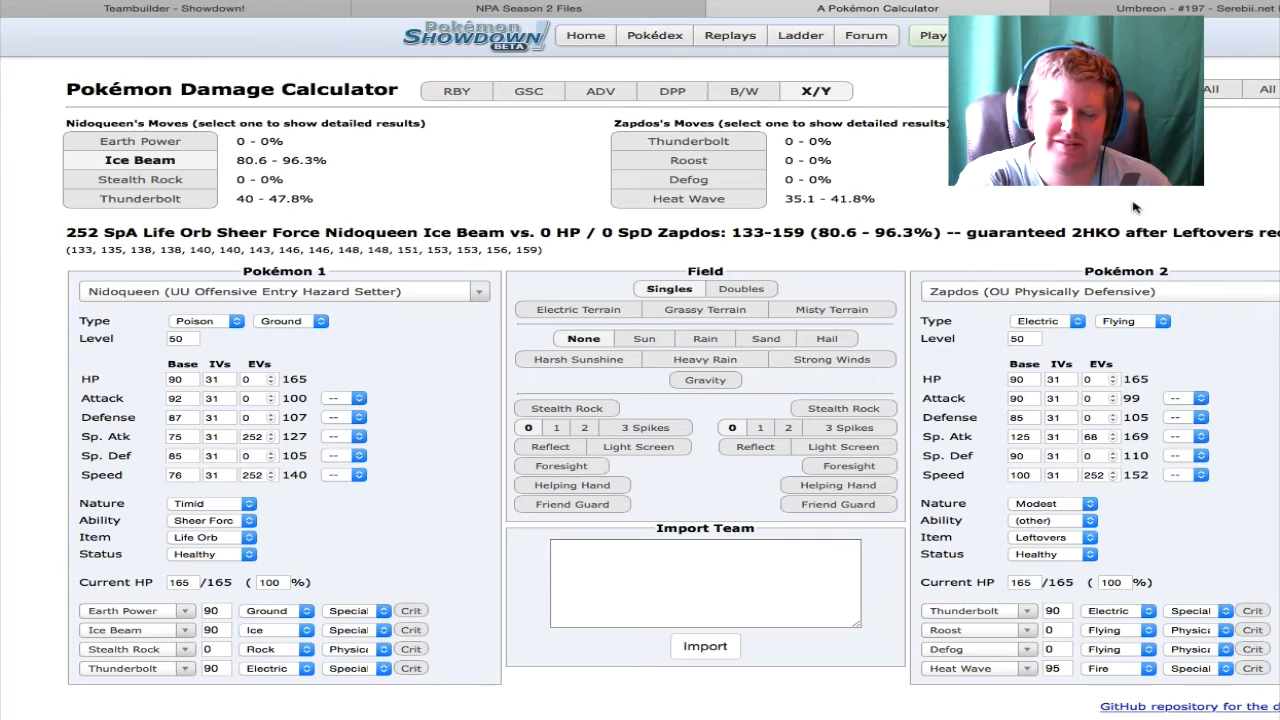 Teambuilder - Showdown!
NPA Season 2 Files
A Pokémon Calculator
Umbreon - #197 - Serebii.net
Pokémon SHOWDOWN BETA
Home Pokédex Replays Ladder Forum Play
Pokémon Damage Calculator
RBY GSC ADV DPP B/W X/Y
All All
Nidoqueen's Moves (select one to show detailed results)
Earth Power 0 - 0%
Ice Beam 80.6 - 96.3%
Stealth Rock 0 - 0%
Thunderbolt 40 - 47.8%
Zapdos's Moves (select one to show detailed results)
Thunderbolt 0 - 0%
Roost 0 - 0%
Defog 0 - 0%
Heat Wave 35.1 - 41.8%
252 SpA Life Orb Sheer Force Nidoqueen Ice Beam vs. 0 HP / 0 SpD Zapdos: 133-159 (80.6 - 96.3%) -- guaranteed 2HKO after Leftovers rec
(133, 135, 138, 138, 140, 140, 143, 146, 146, 148, 148, 151, 153, 153, 156, 159)
Pokémon 1
Nidoqueen (UU Offensive Entry Hazard Setter)
Type Poison Ground
Level 50
Base IVs EVs
HP 90 31 0 165
Attack 92 31 0 100 --
Defense 87 31 0 107 --
Sp. Atk 75 31 252 127 --
Sp. Def 85 31 0 105 --
Speed 76 31 252 140 --
Nature Timid
Ability Sheer Forc
Item Life Orb
Status Healthy
Current HP 165 /165 ( 100 %)
Earth Power 90 Ground Special Crit
Ice Beam 90 Ice Special Crit
Stealth Rock 0 Rock Physica Crit
Thunderbolt 90 Electric Special Crit
Field
Singles Doubles
Electric Terrain Grassy Terrain Misty Terrain
None Sun Rain Sand Hail
Harsh Sunshine Heavy Rain Strong Winds
Gravity
Stealth Rock Stealth Rock
0 1 2 3 Spikes 0 1 2 3 Spikes
Reflect Light Screen Reflect Light Screen
Foresight Foresight
Helping Hand Helping Hand
Friend Guard Friend Guard
Import Team
Import
Pokémon 2
Zapdos (OU Physically Defensive)
Type Electric Flying
Level 50
Base IVs EVs
HP 90 31 0 165
Attack 90 31 0 99 --
Defense 85 31 0 105 --
Sp. Atk 125 31 68 169 --
Sp. Def 90 31 0 110 --
Speed 100 31 252 152 --
Nature Modest
Ability (other)
Item Leftovers
Status Healthy
Current HP 165 /165 ( 100 %)
Thunderbolt 90 Electric Special Crit
Roost 0 Flying Physica Crit
Defog 0 Flying Physica Crit
Heat Wave 95 Fire Special Crit
GitHub repository for the d